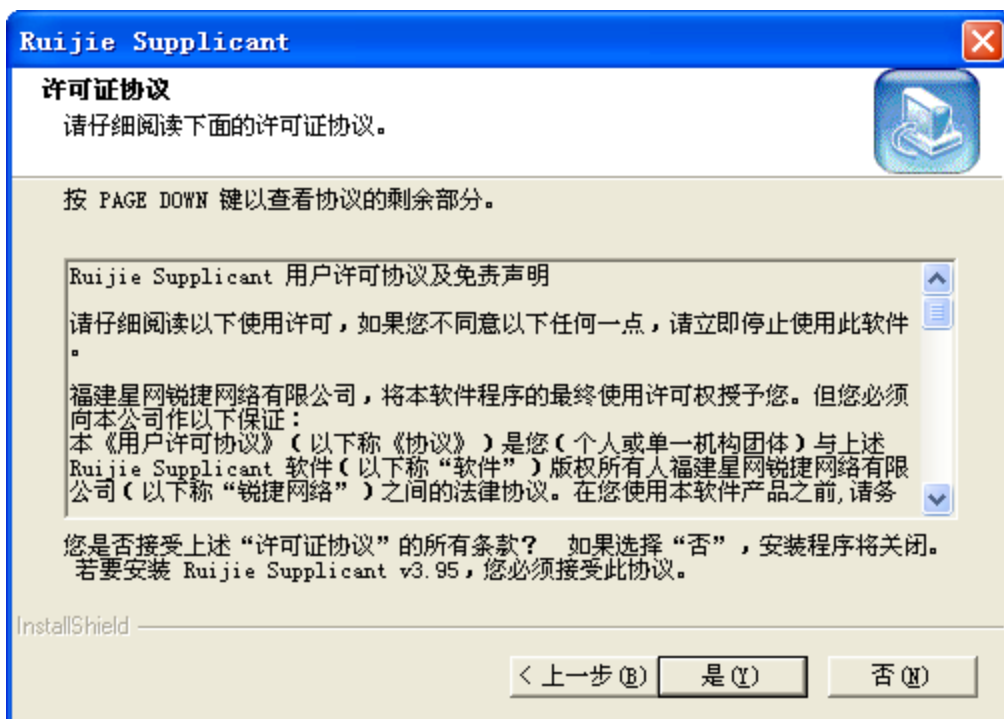 Ruijie Supplicant
许可证协议
请仔细阅读下面的许可证协议。
按 PAGE DOWN 键以查看协议的剩余部分。
Ruijie Supplicant 用户许可协议及免责声明
请仔细阅读以下使用许可，如果您不同意以下任何一点，请立即停止使用此软件
。
福建星网锐捷网络有限公司，将本软件程序的最终使用许可权授予您。但您必须
向本公司作以下保证：
本《用户许可协议》（以下称《协议》）是您（个人或单一机构团体）与上述
Ruijie Supplicant 软件（以下称“软件”）版权所有人福建星网锐捷网络有限
公司（以下称“锐捷网络”）之间的法律协议。在您使用本软件产品之前,请务
您是否接受上述“许可证协议”的所有条款？ 如果选择“否”，安装程序将关闭。
若要安装 Ruijie Supplicant v3.95，您必须接受此协议。
InstallShield
< 上一步(B) 是(Y) 否(N)